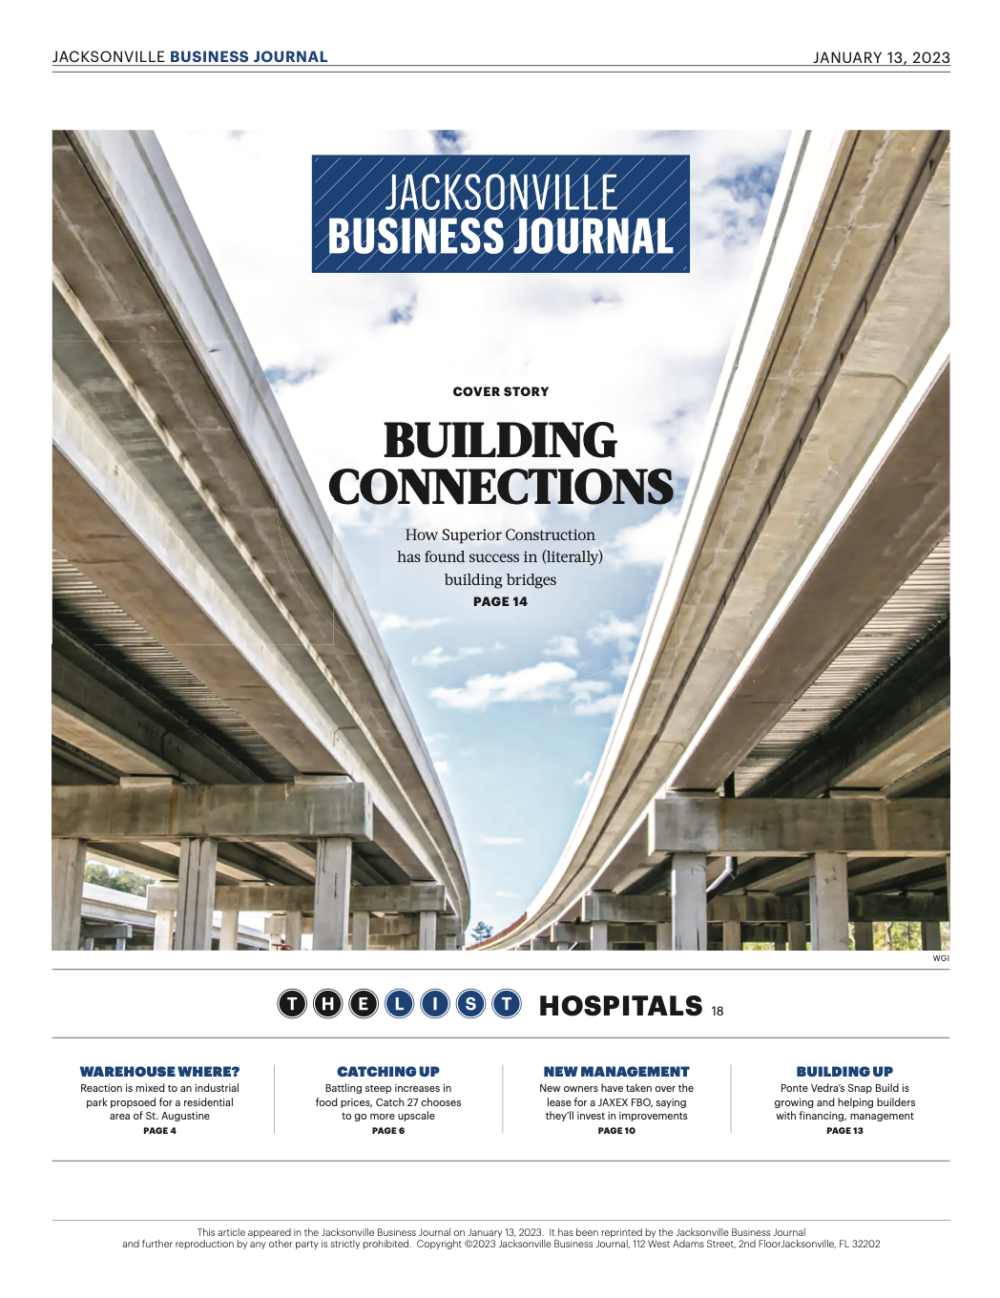 JACKSONVILLE BUSINESS JOURNAL
JANUARY 13, 2023
JACKSONVILLE
BUSINESS JOURNAL
COVER STORY
BUILDING
CONNECTIONS
How Superior Construction
has found success in (literally)
building bridges
PAGE 14
WGI
THE LIST HOSPITALS 18
WAREHOUSE WHERE?
Reaction is mixed to an industrial
park propsoed for a residential
area of St. Augustine
PAGE 4
CATCHING UP
Battling steep increases in
food prices, Catch 27 chooses
to go more upscale
PAGE 6
NEW MANAGEMENT
New owners have taken over the
lease for a JAXEX FBO, saying
they'll invest in improvements
PAGE 10
BUILDING UP
Ponte Vedra's Snap Build is
growing and helping builders
with financing, management
PAGE 13
This article appeared in the Jacksonville Business Journal on January 13, 2023. It has been reprinted by the Jacksonville Business Journal
and further reproduction by any other party is strictly prohibited. Copyright ©2023 Jacksonville Business Journal, 112 West Adams Street, 2nd FloorJacksonville, FL 32202